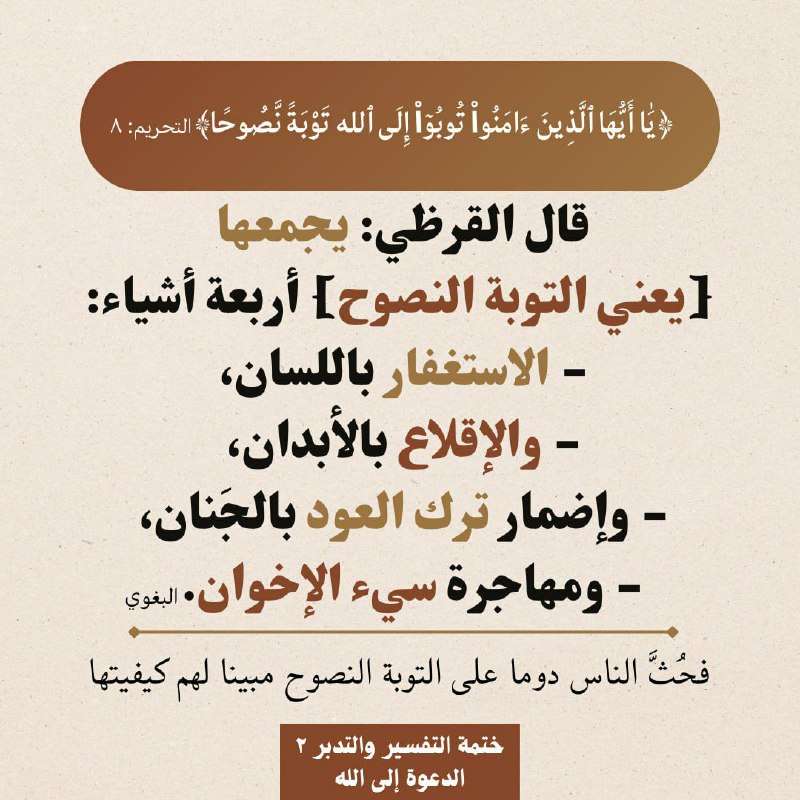 ﴿يَٰا أَيُّهَا ٱلَّذِينَ ءَامَنُوا۟ تُوبُوٓا۟ إِلَى ٱلله تَوْبَةً نَّصُوحًا﴾ التحريم: ٨
قال القرظي: يجمعها
{يعني التوبة النصوح} أربعة أشياء:
- الاستغفار باللسان،
- والإقلاع بالأبدان،
- وإضمار ترك العود بالجَنان،
- ومهاجرة سيء الإخوان. البغوي
فحُثَّ الناس دوما على التوبة النصوح مبينا لهم كيفيتها
ختمة التفسير والتدبر ٢
الدعوة إلى الله